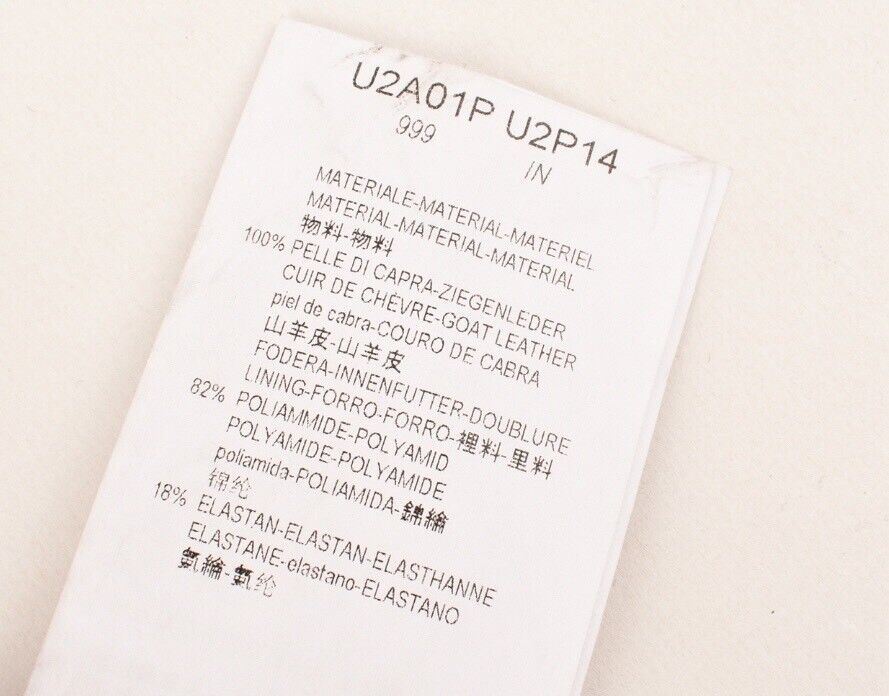 U2A01P U2P14
999 IN
MATERIALE-MATERIAL-MATERIEL
MATERIAL-MATERIAL-MATERIAL
物料-物料
100% PELLE DI CAPRA-ZIEGENLEDER
CUIR DE CHÈVRE-GOAT LEATHER
piel de cabra-COURO DE CABRA
山羊皮-山羊皮
FODERA-INNENFUTTER-DOUBLURE
LINING-FORRO-FORRO-裡料-里料
82% POLIAMMIDE-POLYAMID
POLYAMIDE-POLYAMIDE
poliamida-POLIAMIDA-錦綸
锦纶
18% ELASTAN-ELASTAN-ELASTHANNE
ELASTANE-elastano-ELASTANO
氨綸-氨纶